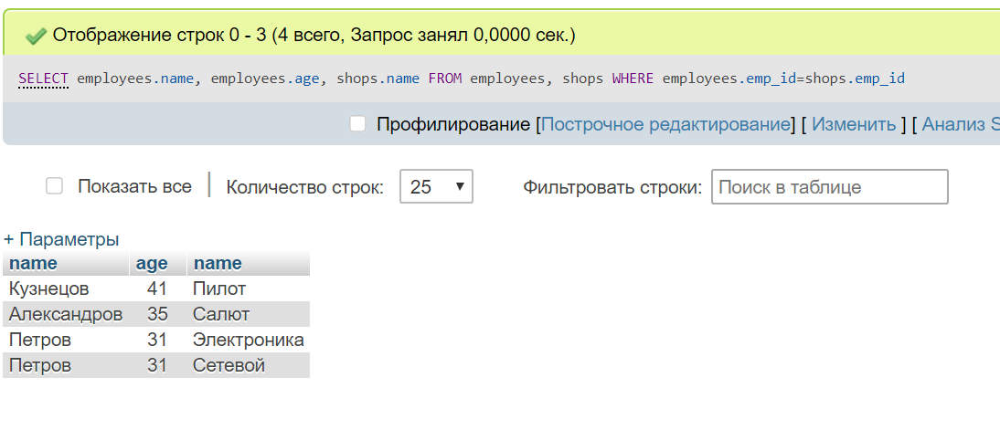 Отображение строк 0 - 3 (4 всего, Запрос занял 0,0000 сек.)
SELECT employees.name, employees.age, shops.name FROM employees, shops WHERE employees.emp_id=shops.emp_id
Профилирование [Построчное редактирование] [ Изменить ] [ Анализ S
Показать все | Количество строк: 25 Фильтровать строки: Поиск в таблице
+ Параметры
name age name
Кузнецов 41 Пилот
Александров 35 Салют
Петров 31 Электроника
Петров 31 Сетевой